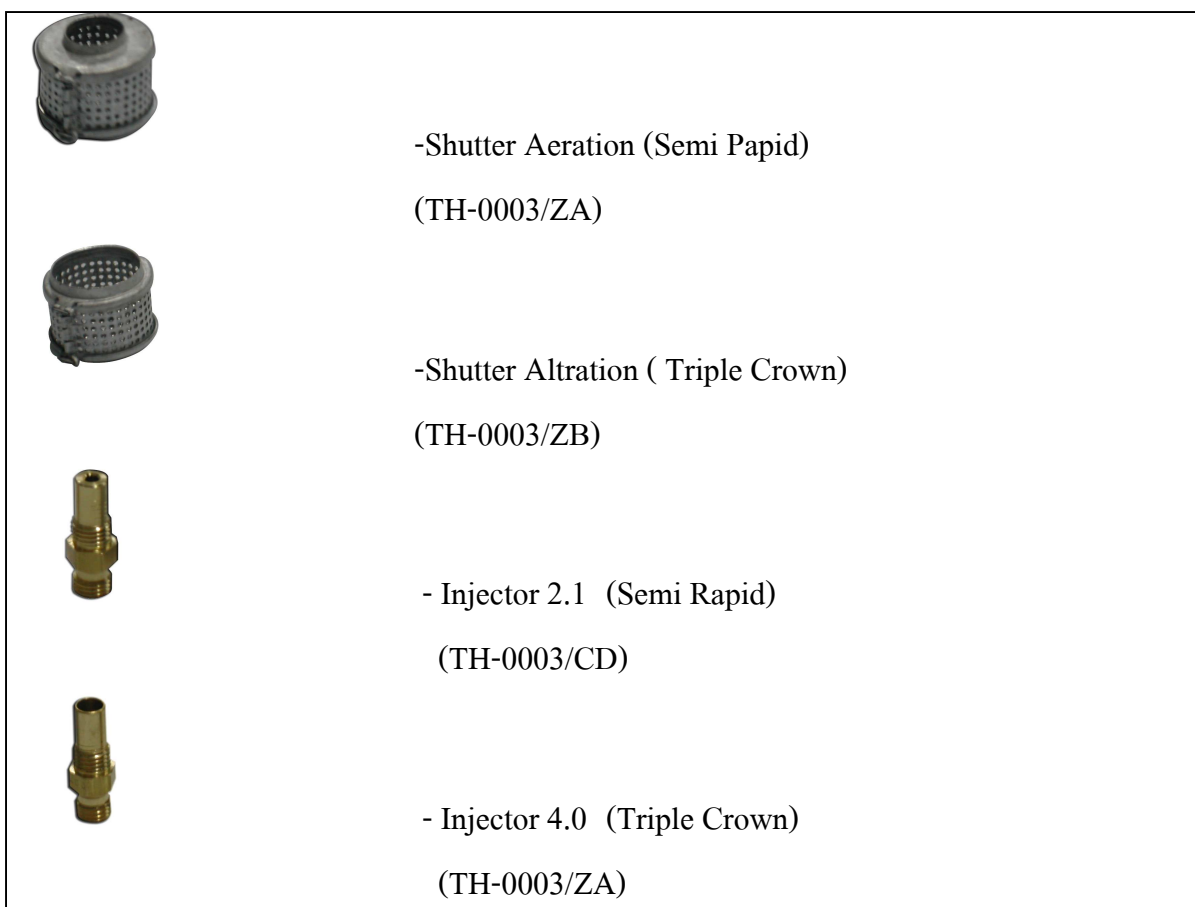 -Shutter Aeration (Semi Papid)
(TH-0003/ZA)
-Shutter Altration ( Triple Crown)
(TH-0003/ZB)
- Injector 2.1 (Semi Rapid)
(TH-0003/CD)
- Injector 4.0 (Triple Crown)
(TH-0003/ZA)